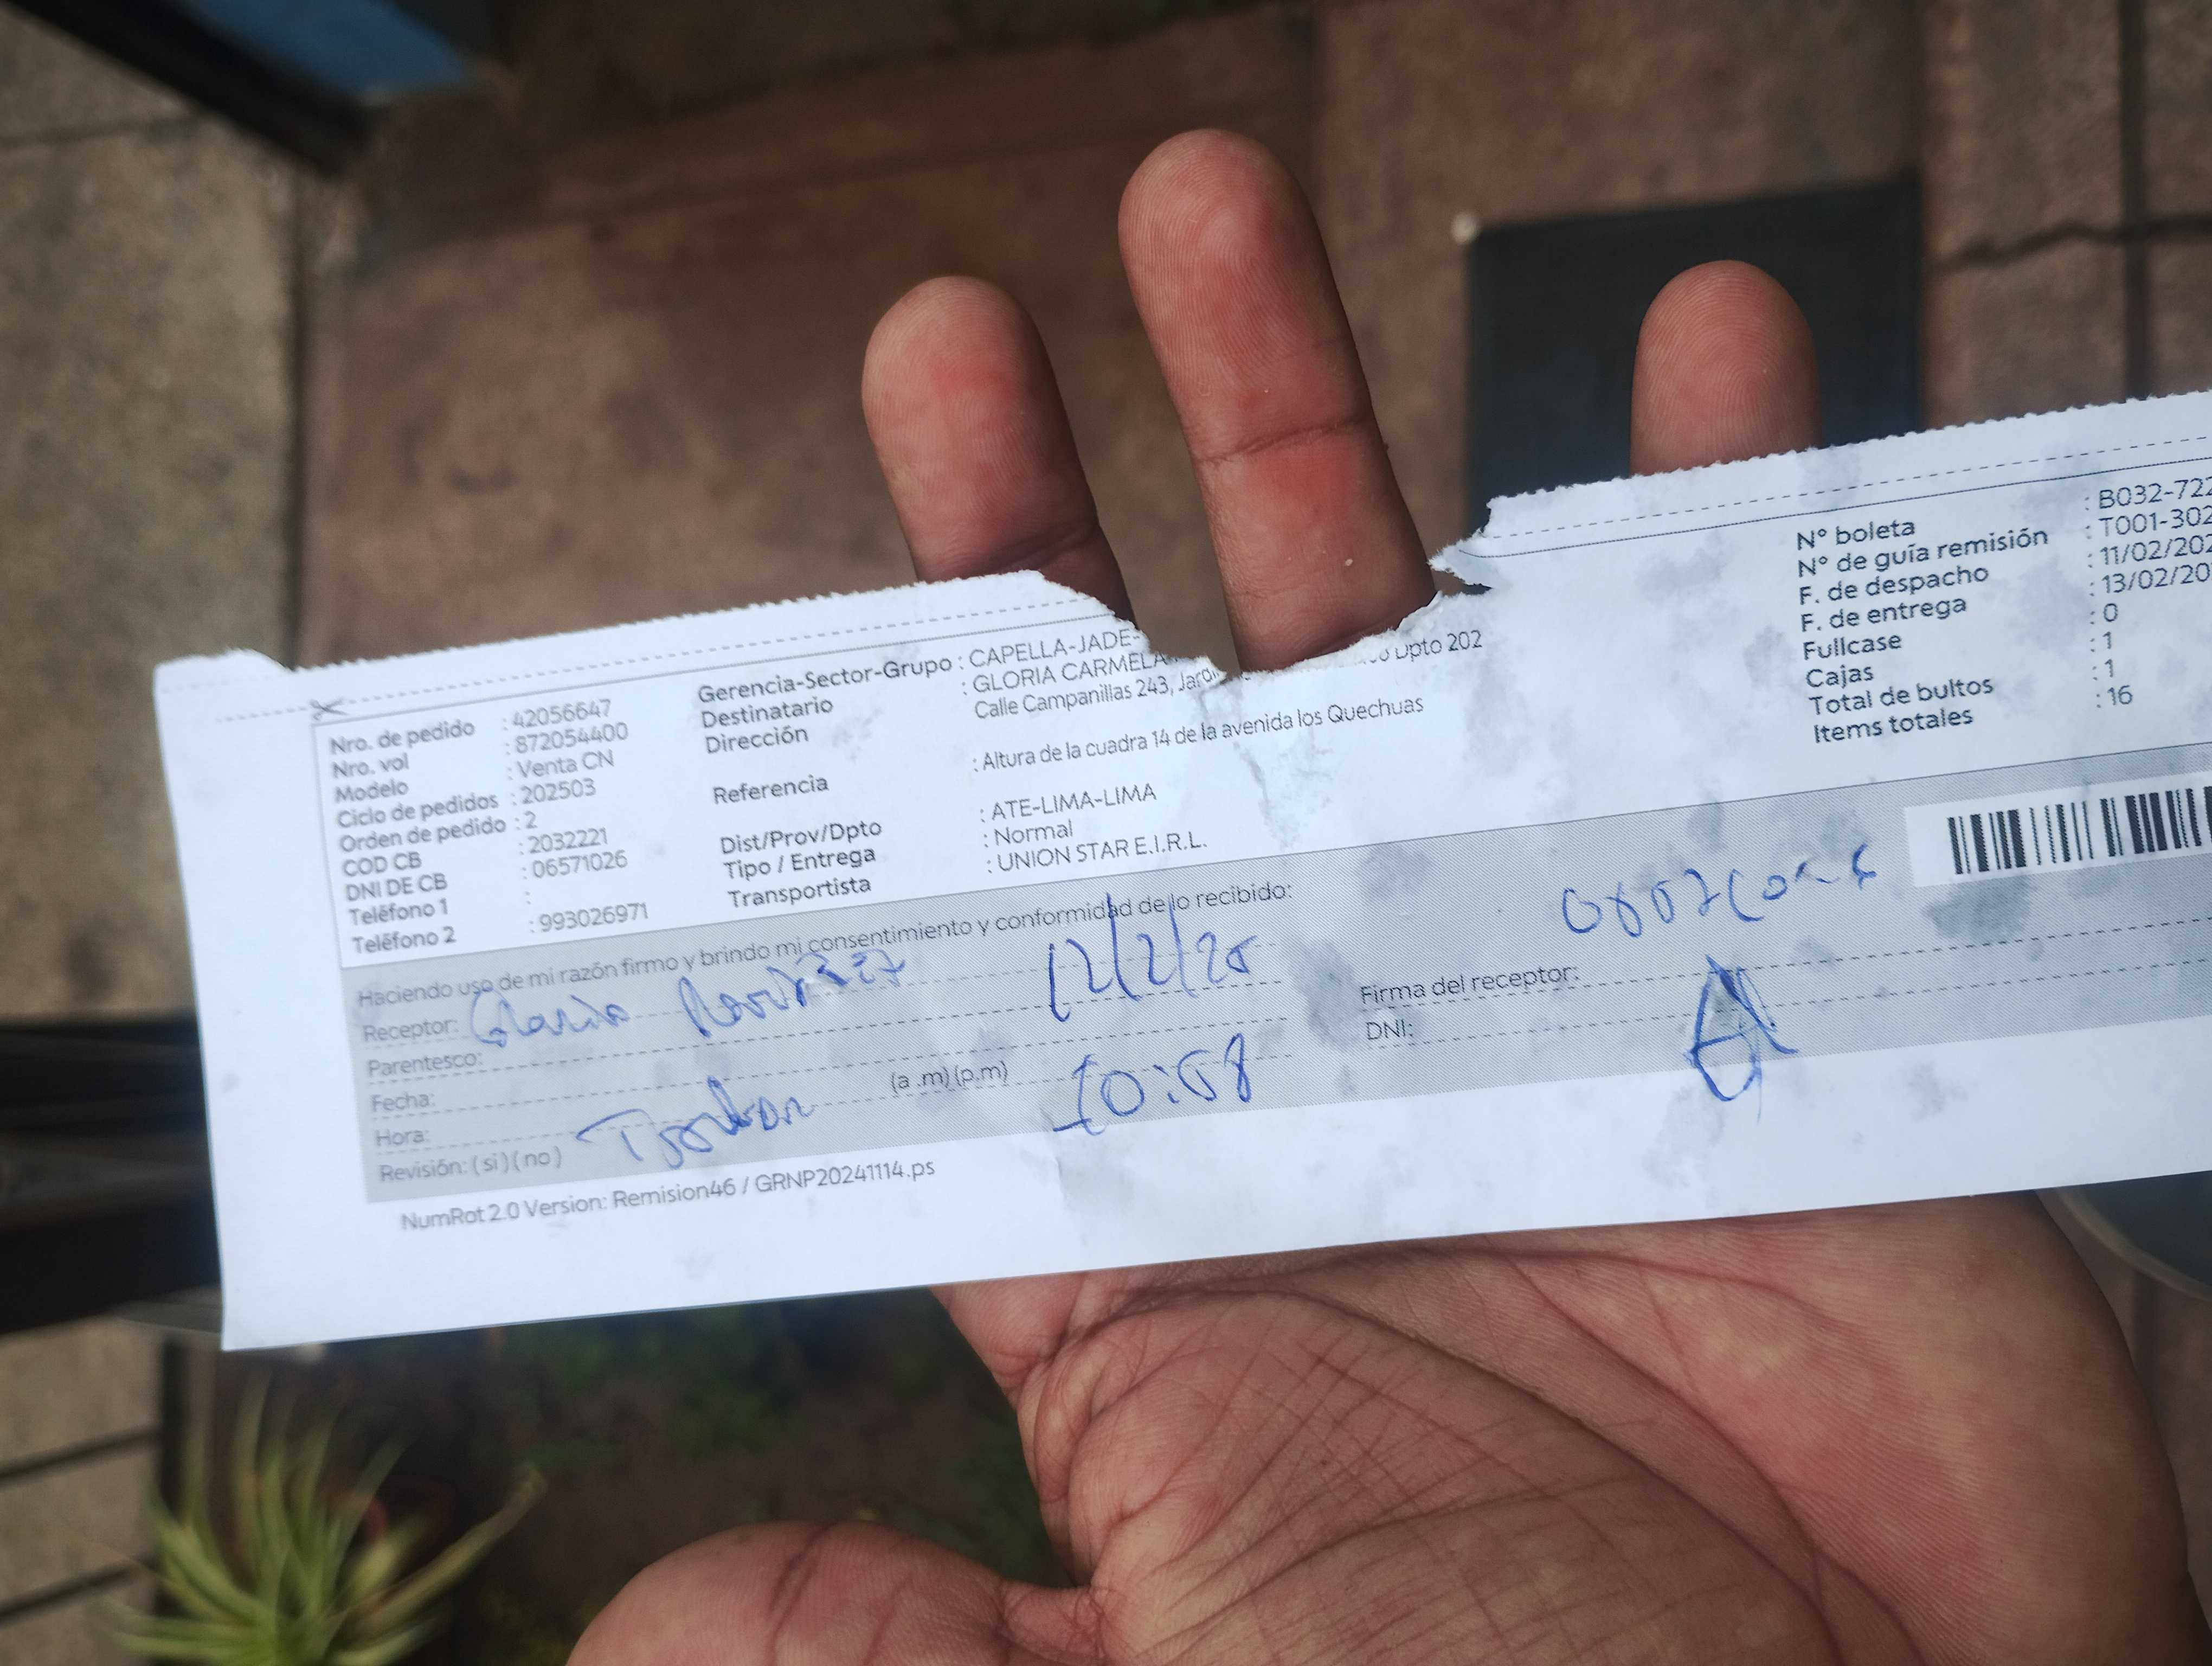 Nro. de pedido : 42056647
Nro. vol : 872054400
Modelo : Venta CN
Ciclo de pedidos : 202503
Orden de pedido : 2
COD CB : 2032221
DNI DE CB : 06571026
Teléfono 1 :
Teléfono 2 : 993026971
Gerencia-Sector-Grupo : CAPELLA-JADE-
Destinatario : GLORIA CARMELA
Dirección Calle Campanillas 243, Dpto 202
Referencia : Altura de la cuadra 14 de la avenida los Quechuas
Dist/Prov/Dpto : ATE-LIMA-LIMA
Tipo / Entrega : Normal
Transportista : UNION STAR E.I.R.L.
N° boleta : B032-722
N° de guía remisión : T001-302
F. de despacho : 11/02/202
F. de entrega : 13/02/20
Fullcase : 0
Cajas : 1
Total de bultos : 1
Items totales : 16
Haciendo uso de mi razón firmo y brindo mi consentimiento y conformidad de lo recibido:
Receptor: Gloria
12/2/25
Parentesco:
Fecha:
Hora: (a .m) (p.m) 10:58
Revisión: ( si ) ( no )
Firma del receptor:
DNI:
NumRot 2.0 Version: Remision46 / GRNP20241114.ps